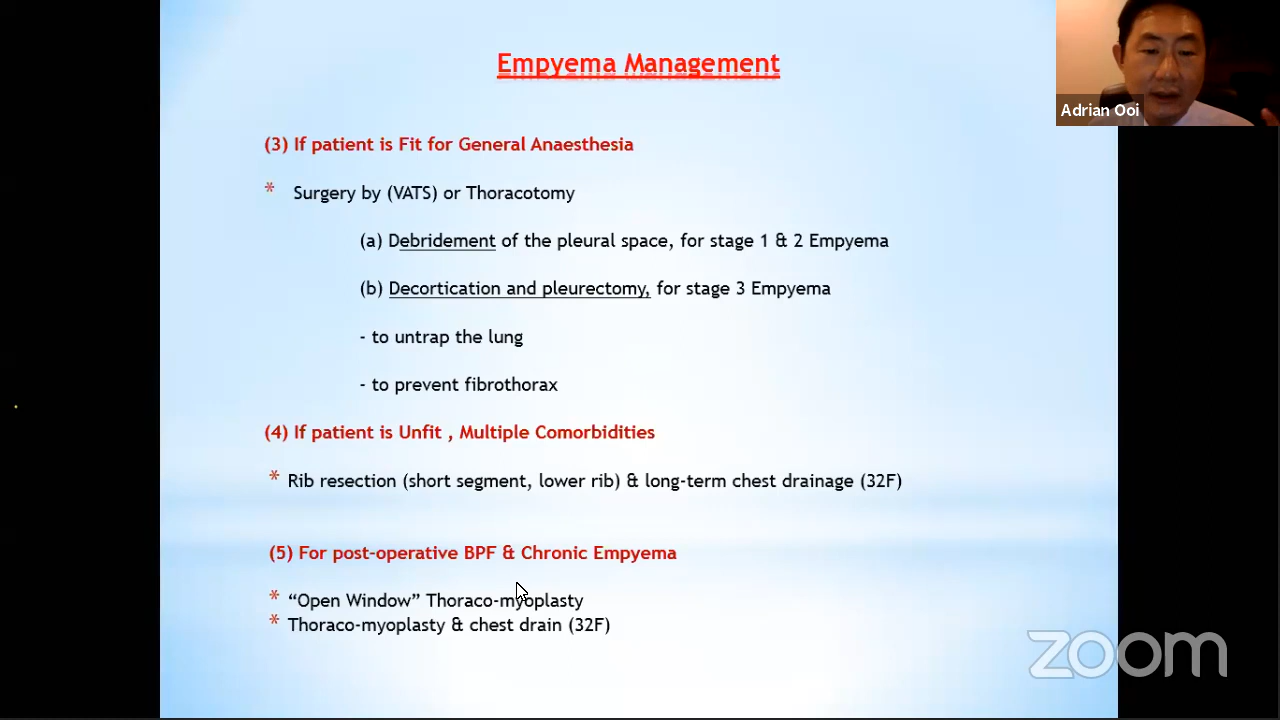 Empyema Management
Adrian Ooi
(3) If patient is Fit for General Anaesthesia
* Surgery by (VATS) or Thoracotomy
(a) Debridement of the pleural space, for stage 1 & 2 Empyema
(b) Decortication and pleurectomy, for stage 3 Empyema
- to untrap the lung
- to prevent fibrothorax
(4) If patient is Unfit , Multiple Comorbidities
* Rib resection (short segment, lower rib) & long-term chest drainage (32F)
(5) For post-operative BPF & Chronic Empyema
* “Open Window” Thoraco-myoplasty
* Thoraco-myoplasty & chest drain (32F)
zoom